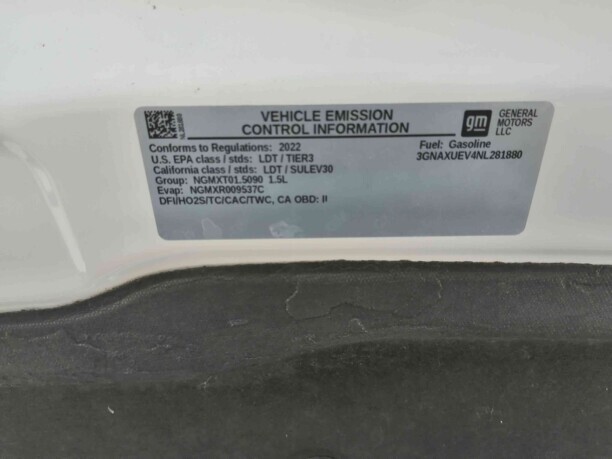 VEHICLE EMISSION
CONTROL INFORMATION
gm
GENERAL
MOTORS
LLC
Conforms to Regulations: 2022
U.S. EPA class / stds: LDT / TIER3
California class / stds: LDT / SULEV30
Group: NGMXT01.5090 1.5L
Evap: NGMXR009537C
DFI/HO2S/TC/CAC/TWC, CA OBD: II
Fuel: Gasoline
3GNAXUEV4NL281880